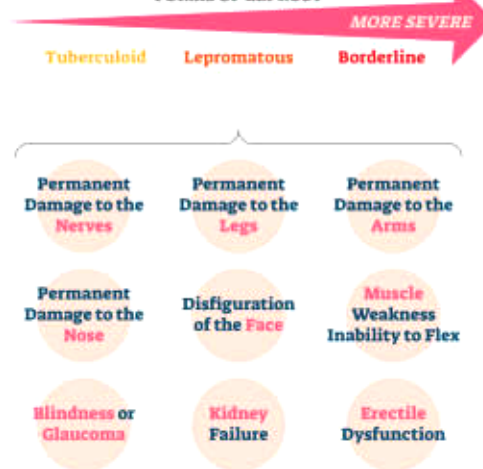 MORE SEVERE
Tuberculoid Lepromatous Borderline
Permanent
Damage to the
Nerves
Permanent
Damage to the
Legs
Permanent
Damage to the
Arms
Permanent
Damage to the
Nose
Disfiguration
of the Face
Muscle
Weakness
Inability to Flex
Blindness or
Glaucoma
Kidney
Failure
Erectile
Dysfunction